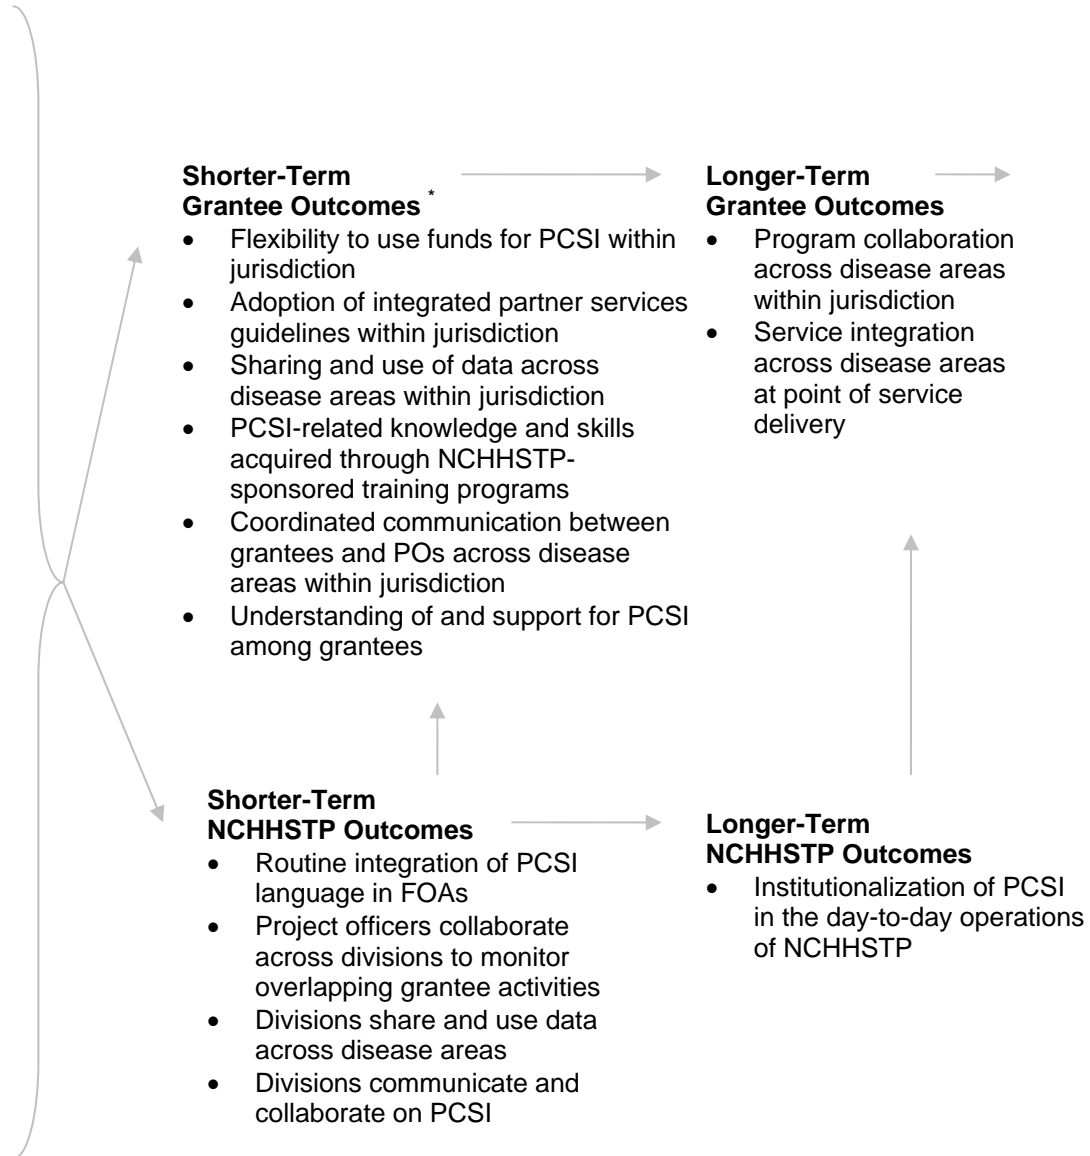 Shorter-Term
Grantee Outcomes *
• Flexibility to use funds for PCSI within
jurisdiction
• Adoption of integrated partner services
guidelines within jurisdiction
• Sharing and use of data across
disease areas within jurisdiction
• PCSI-related knowledge and skills
acquired through NCHHSTP-
sponsored training programs
• Coordinated communication between
grantees and POs across disease
areas within jurisdiction
• Understanding of and support for PCSI
among grantees
Longer-Term
Grantee Outcomes
• Program collaboration
across disease areas
within jurisdiction
• Service integration
across disease areas
at point of service
delivery
Shorter-Term
NCHHSTP Outcomes
• Routine integration of PCSI
language in FOAs
• Project officers collaborate
across divisions to monitor
overlapping grantee activities
• Divisions share and use data
across disease areas
• Divisions communicate and
collaborate on PCSI
Longer-Term
NCHHSTP Outcomes
• Institutionalization of PCSI
in the day-to-day operations
of NCHHSTP